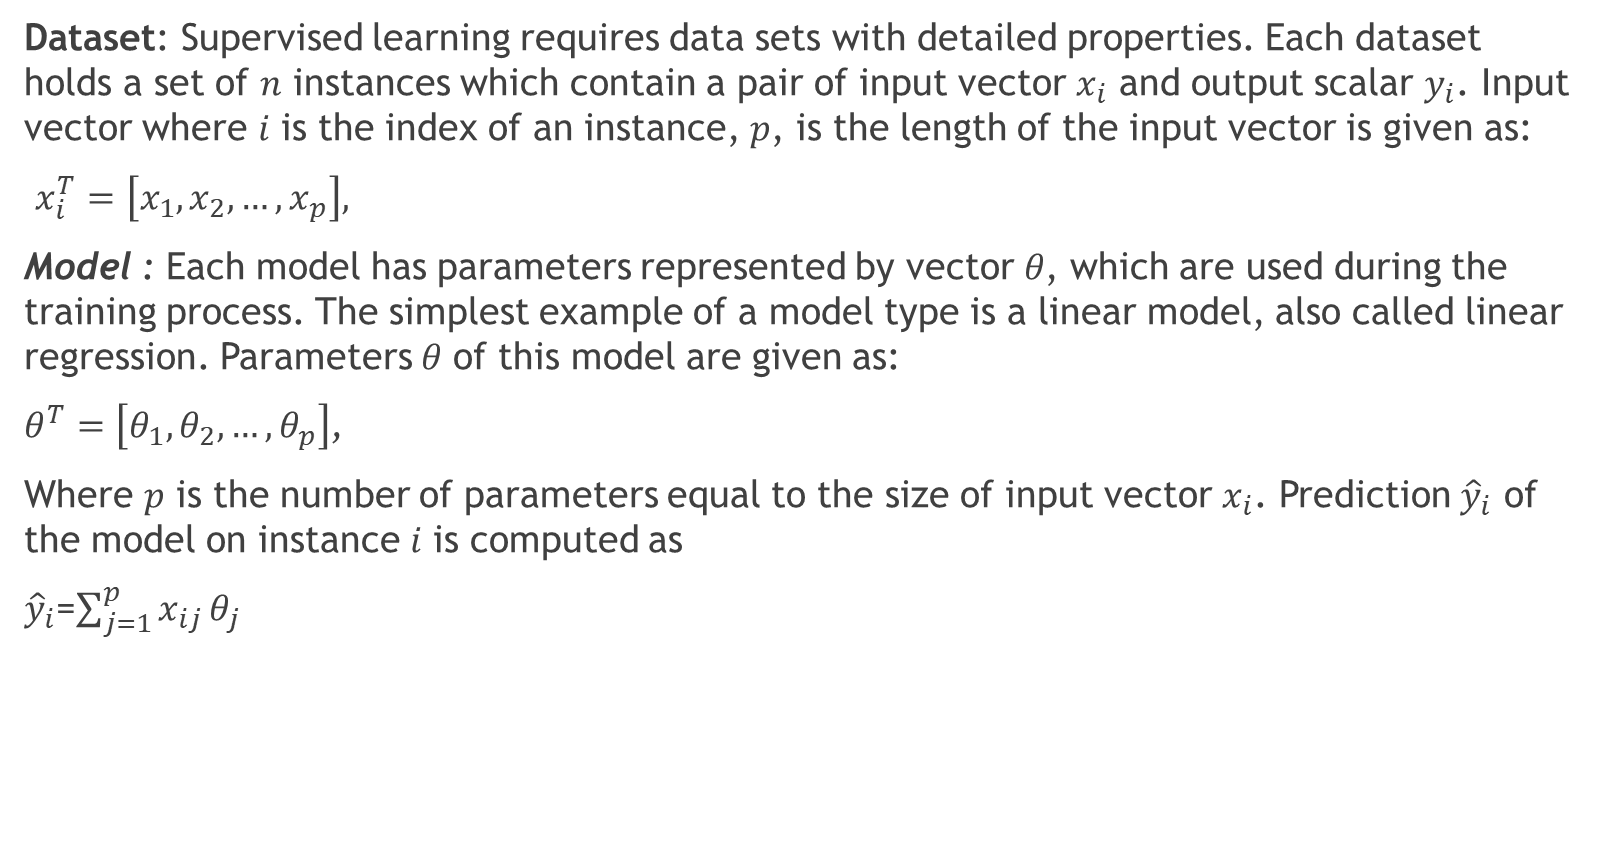 Dataset: Supervised learning requires data sets with detailed properties. Each dataset
holds a set of n instances which contain a pair of input vector xᵢ and output scalar yᵢ. Input
vector where i is the index of an instance, p, is the length of the input vector is given as:
xᵢᵀ = [x₁, x₂, … , xₚ],
Model : Each model has parameters represented by vector θ, which are used during the
training process. The simplest example of a model type is a linear model, also called linear
regression. Parameters θ of this model are given as:
θᵀ = [θ₁, θ₂, … , θₚ],
Where p is the number of parameters equal to the size of input vector xᵢ. Prediction ŷᵢ of
the model on instance i is computed as
ŷᵢ=∑ᵖⱼ₌₁ xᵢⱼ θⱼ